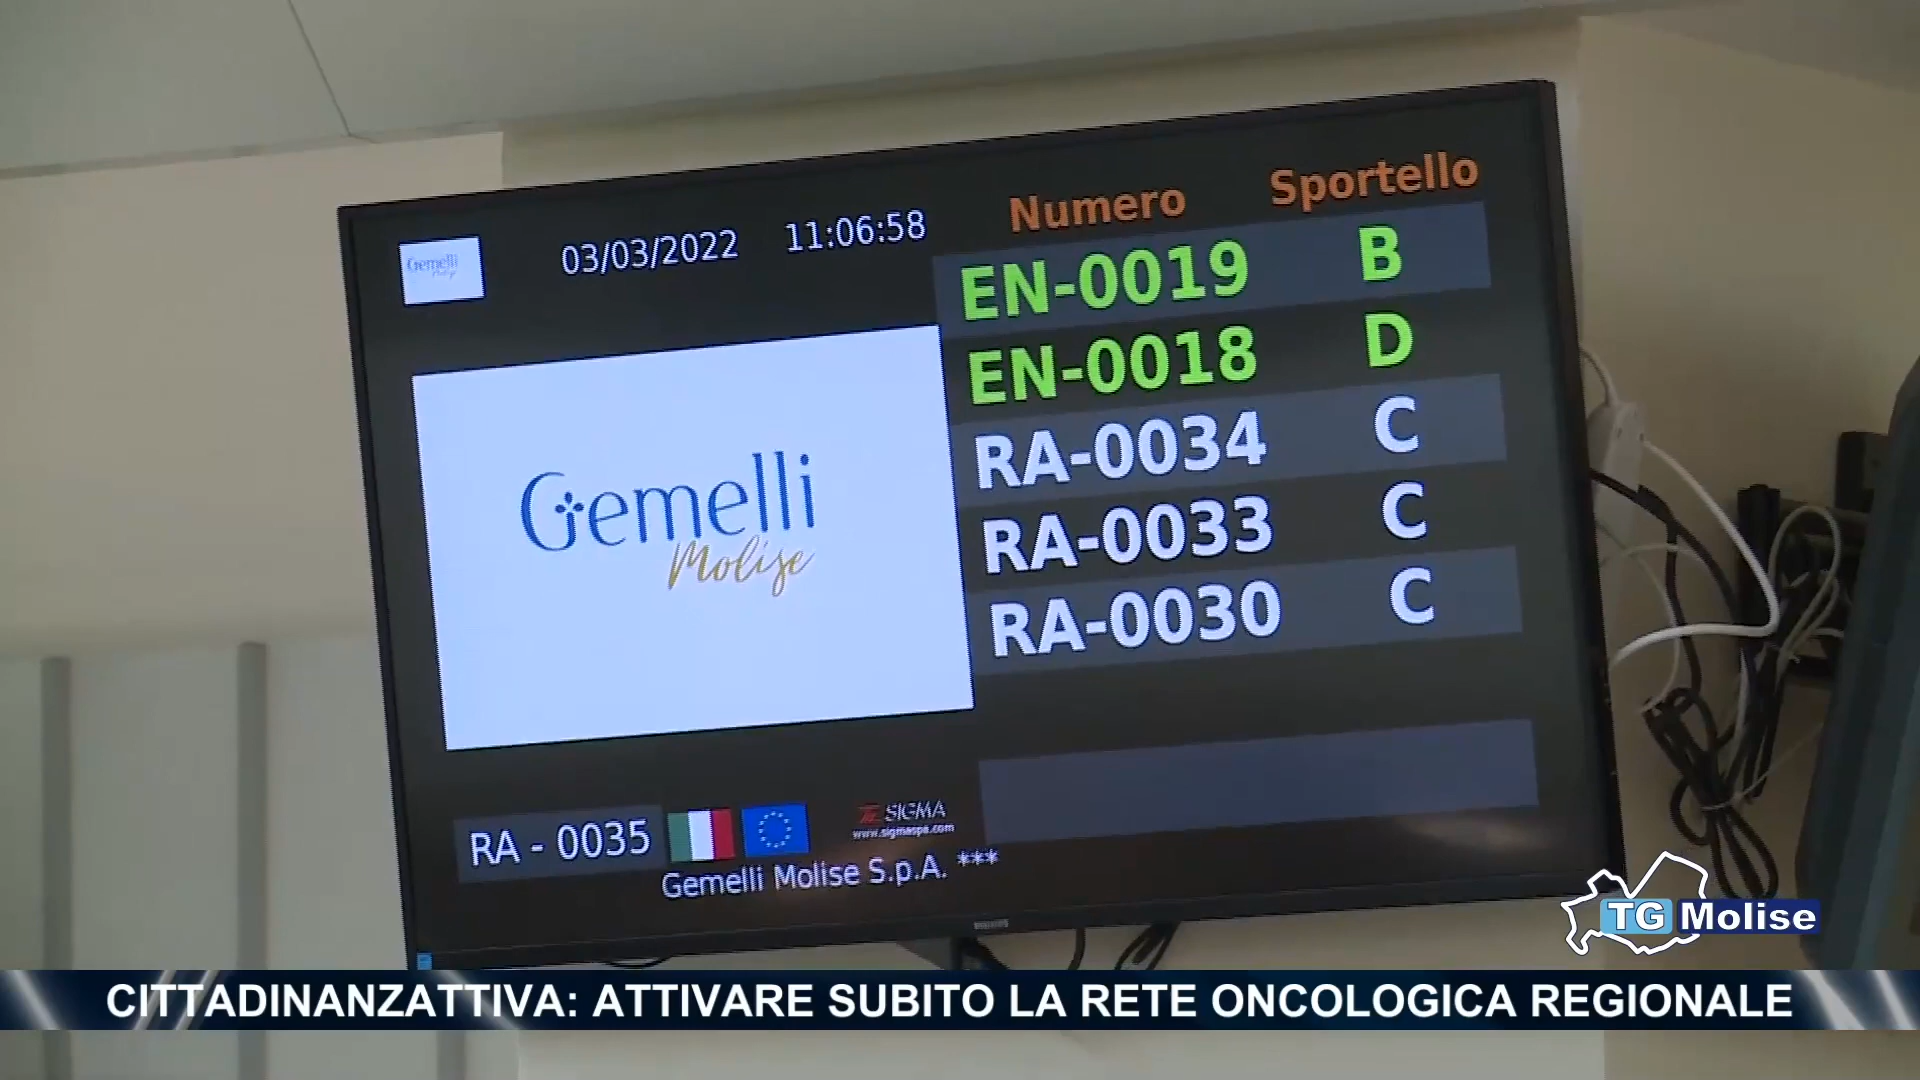 Gemelli
03/03/2022 11:06:58
Numero Sportello
EN-0019 B
EN-0018 D
RA-0034 C
RA-0033 C
RA-0030 C
Gemelli
Molise
RA - 0035
SIGMA
www.sigmaspa.com
Gemelli Molise S.p.A. ***
PHILIPS
TG Molise
CITTADINANZATTIVA: ATTIVARE SUBITO LA RETE ONCOLOGICA REGIONALE